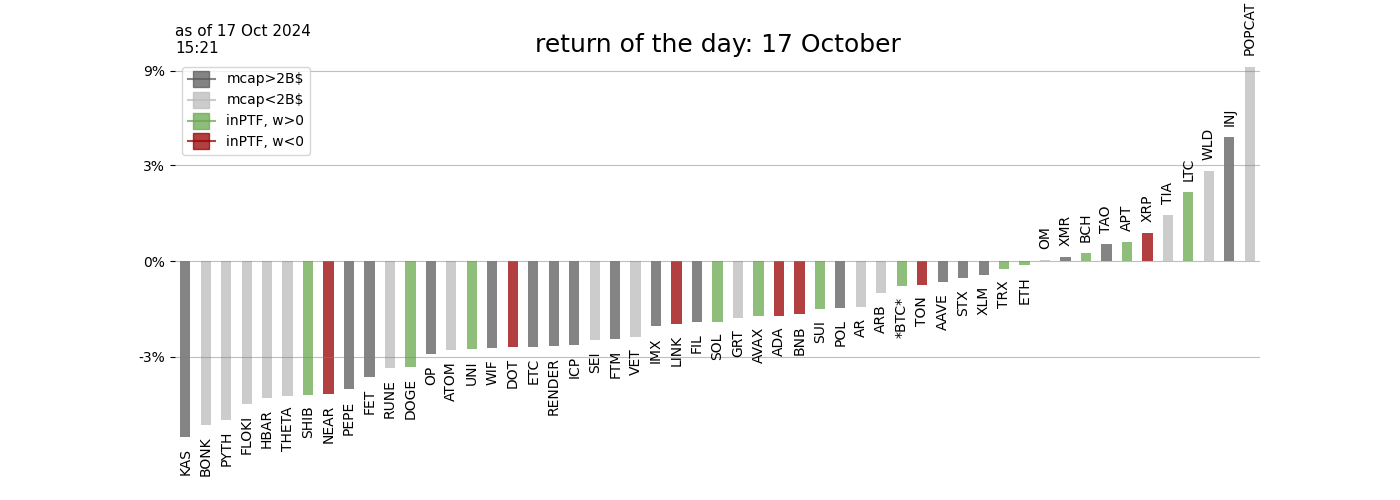 as of 17 Oct 2024
15:21
return of the day: 17 October
mcap>2B$
mcap<2B$
inPTF, w>0
inPTF, w<0
9%
3%
0%
-3%
KAS
BONK
PYTH
FLOKI
HBAR
THETA
SHIB
NEAR
PEPE
FET
RUNE
DOGE
OP
ATOM
UNI
WIF
DOT
ETC
RENDER
ICP
SEI
FTM
VET
IMX
LINK
FIL
SOL
GRT
AVAX
ADA
BNB
SUI
POL
AR
ARB
*BTC*
TON
AAVE
STX
XLM
TRX
ETH
OM
XMR
BCH
TAO
APT
XRP
TIA
LTC
WLD
INJ
POPCAT